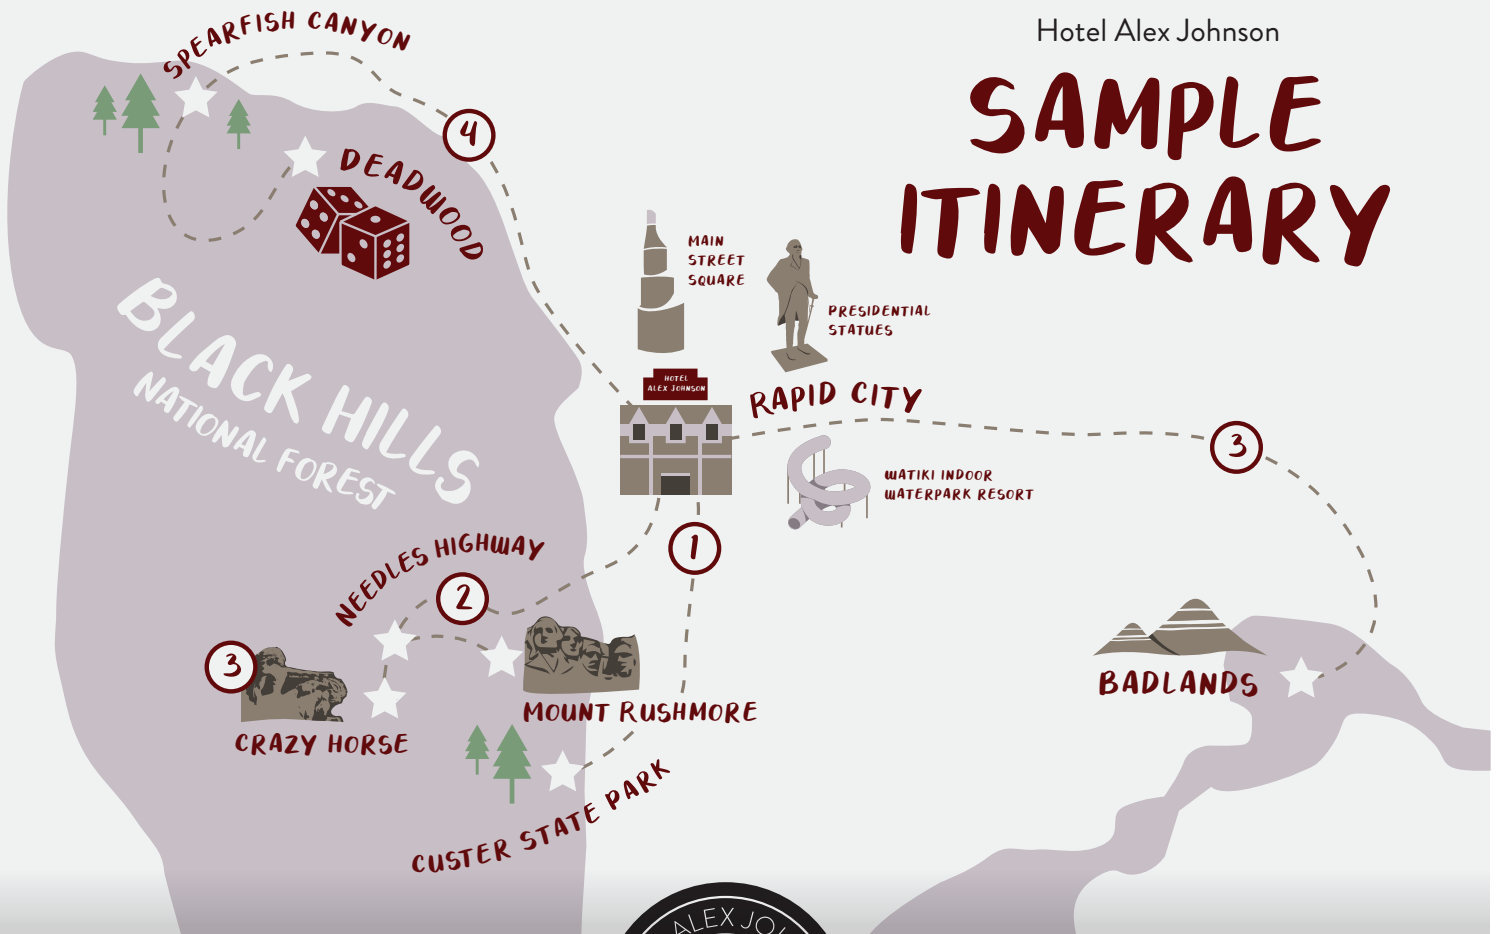 Hotel Alex Johnson
SAMPLE
ITINERARY
SPEARFISH CANYON
4
DEADWOOD
MAIN
STREET
SQUARE
PRESIDENTIAL
STATUES
BLACK HILLS
NATIONAL FOREST
HOTEL
ALEX JOHNSON
RAPID CITY
3
WATIKI INDOOR
WATERPARK RESORT
1
NEEDLES HIGHWAY
2
3
CRAZY HORSE
MOUNT RUSHMORE
BADLANDS
CUSTER STATE PARK
ALEX